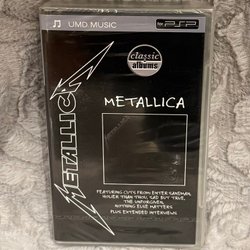 UMD MUSIC
for PSP
classic
albums
METALLICA
METALLICA
FEATURING CUTS FROM ENTER SANDMAN,
HOLIER THAN THOU, SAD BUT TRUE,
THE UNFORGIVEN,
NOTHING ELSE MATTERS
PLUS EXTENDED INTERVIEWS